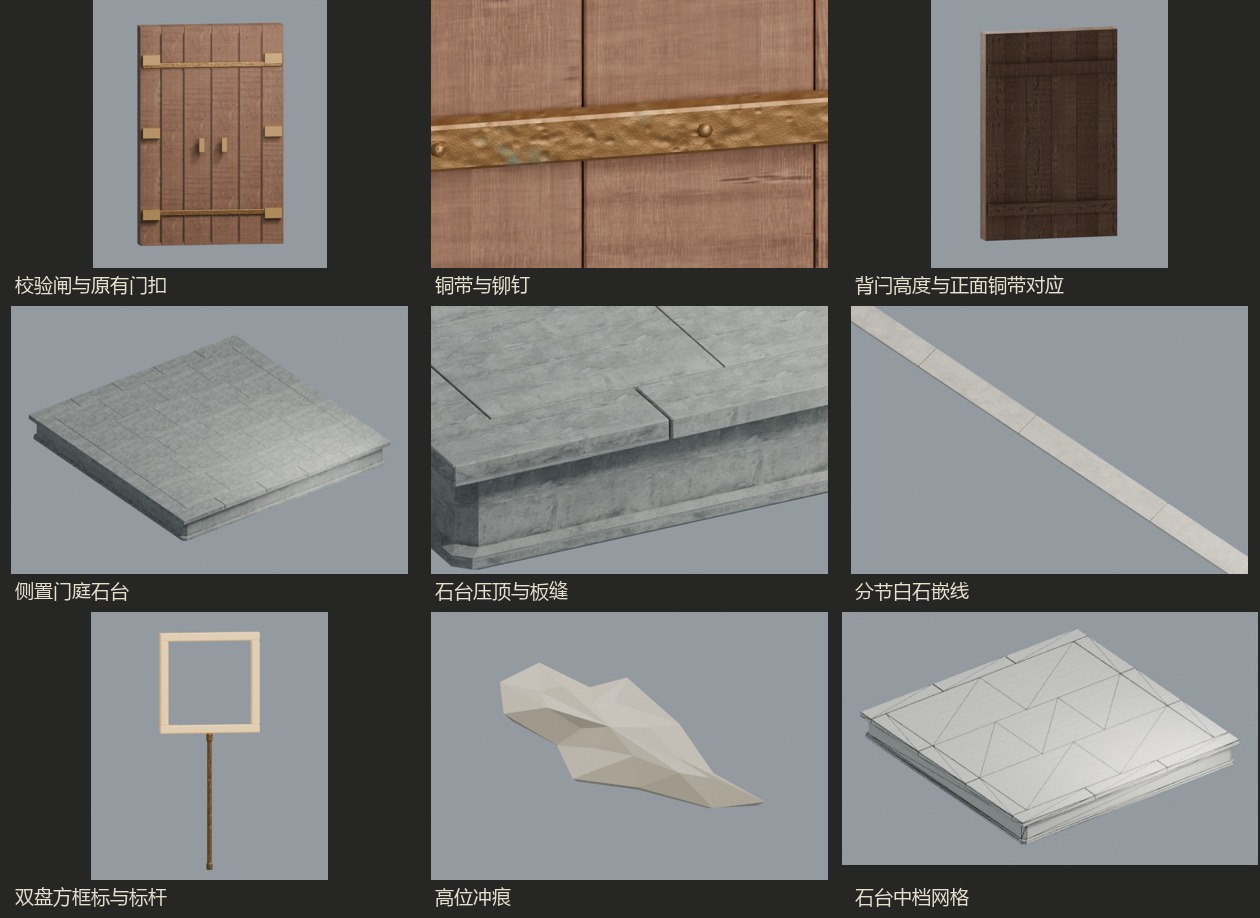 校验闸与原有门扣
铜带与铆钉
背闩高度与正面铜带对应
侧置门庭石台
石台压顶与板缝
分节白石嵌线
双盘方框标与标杆
高位冲痕
石台中档网格